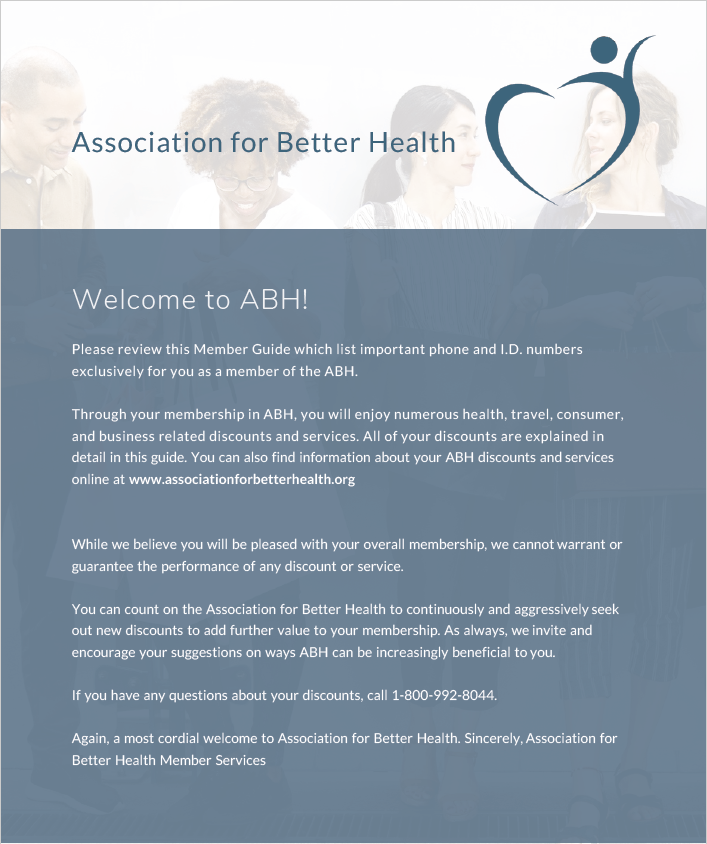 Association for Better Health
Welcome to ABH!
Please review this Member Guide which list important phone and I.D. numbers
exclusively for you as a member of the ABH.
Through your membership in ABH, you will enjoy numerous health, travel, consumer,
and business related discounts and services. All of your discounts are explained in
detail in this guide. You can also find information about your ABH discounts and services
online at www.associationforbetterhealth.org
While we believe you will be pleased with your overall membership, we cannot warrant or
guarantee the performance of any discount or service.
You can count on the Association for Better Health to continuously and aggressively seek
out new discounts to add further value to your membership. As always, we invite and
encourage your suggestions on ways ABH can be increasingly beneficial to you.
If you have any questions about your discounts, call 1-800-992-8044.
Again, a most cordial welcome to Association for Better Health. Sincerely, Association for
Better Health Member Services